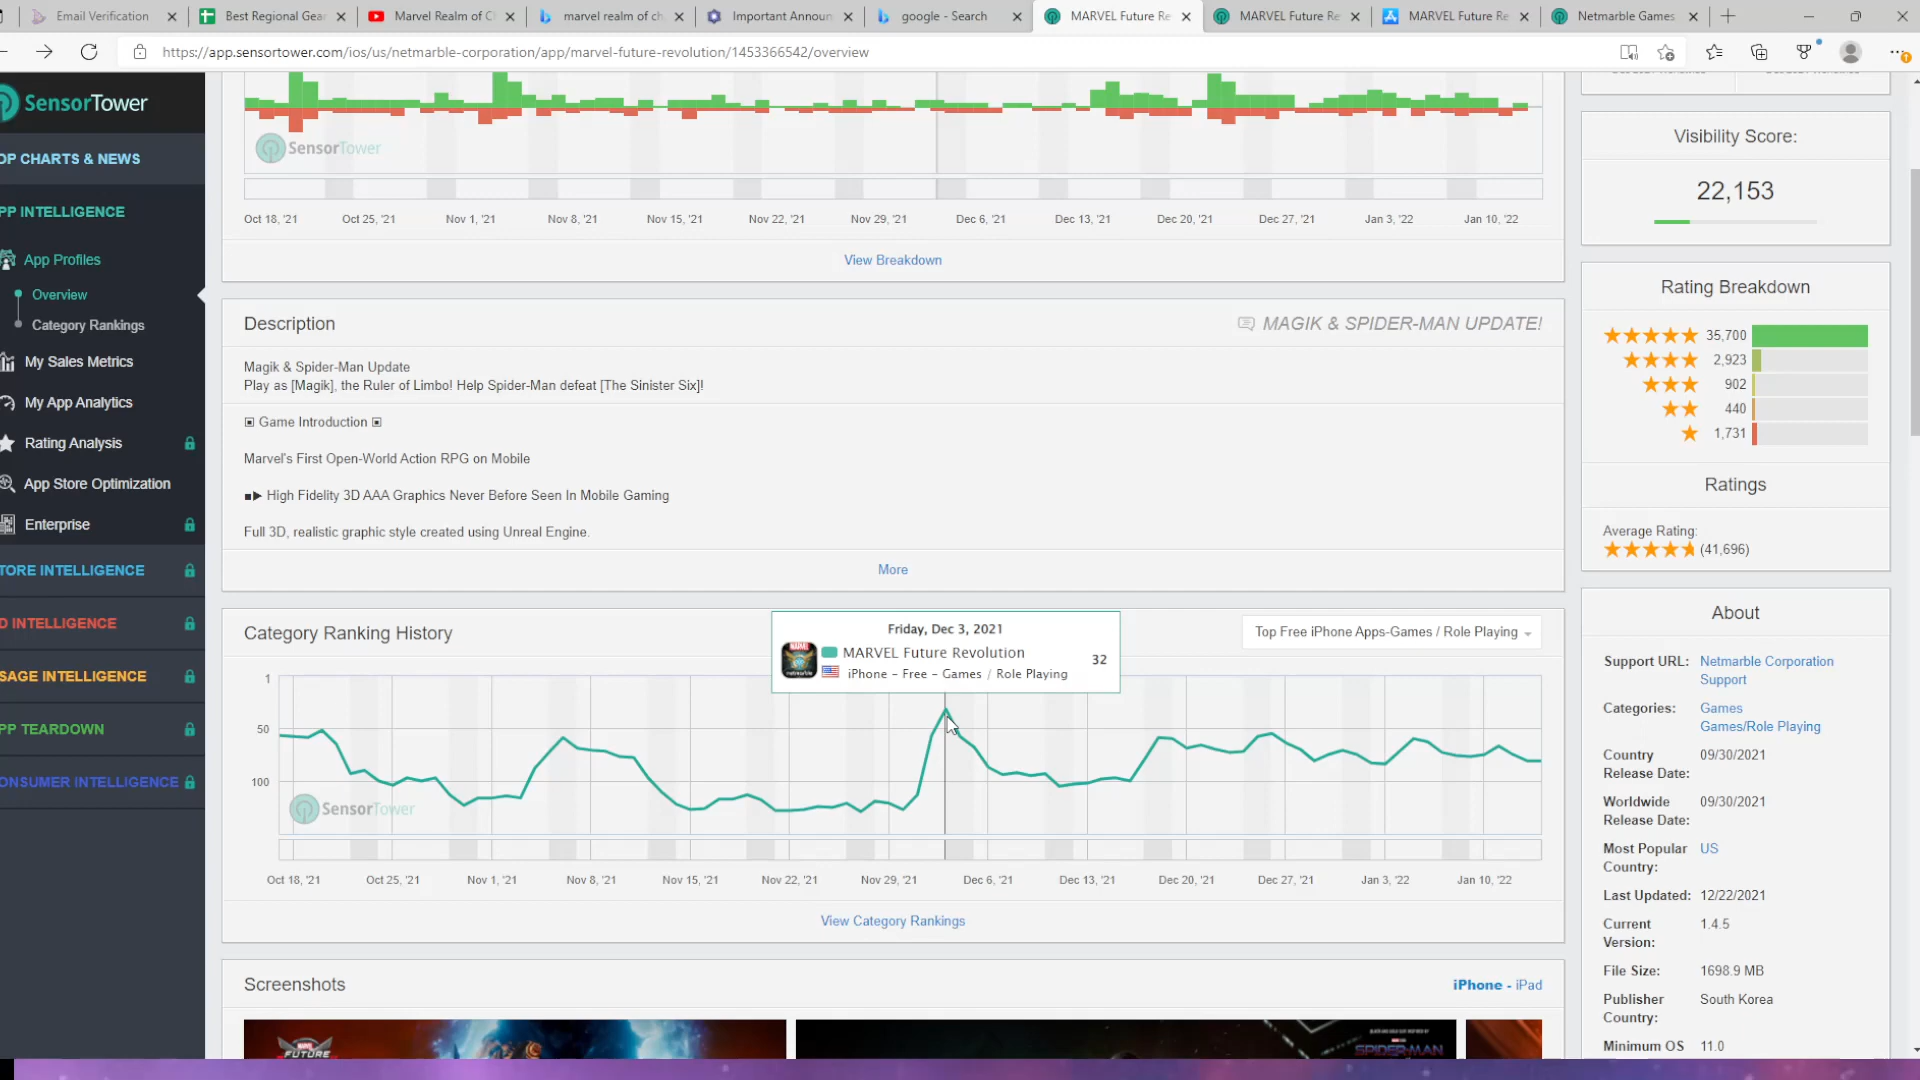 Email Verification
Best Regional Gear
Marvel Realm of C
marvel realm of ch
Important Announ
google - Search
MARVEL Future Re
MARVEL Future Re
MARVEL Future Re
Netmarble Games
https://app.sensortower.com/ios/us/netmarble-corporation/app/marvel-future-revolution/1453366542/overview
SensorTower
OP CHARTS & NEWS
PP INTELLIGENCE
App Profiles
Overview
Category Rankings
My Sales Metrics
My App Analytics
Rating Analysis
App Store Optimization
Enterprise
TORE INTELLIGENCE
D INTELLIGENCE
SAGE INTELLIGENCE
PP TEARDOWN
ONSUMER INTELLIGENCE
SensorTower
Oct 18, '21 Oct 25, '21 Nov 1, '21 Nov 8, '21 Nov 15, '21 Nov 22, '21 Nov 29, '21 Dec 6, '21 Dec 13, '21 Dec 20, '21 Dec 27, '21 Jan 3, '22 Jan 10, '22
View Breakdown
Description
MAGIK & SPIDER-MAN UPDATE!
Magik & Spider-Man Update
Play as [Magik], the Ruler of Limbo! Help Spider-Man defeat [The Sinister Six]!
▣ Game Introduction ▣
Marvel's First Open-World Action RPG on Mobile
■▶ High Fidelity 3D AAA Graphics Never Before Seen In Mobile Gaming
Full 3D, realistic graphic style created using Unreal Engine.
More
Category Ranking History
Top Free iPhone Apps-Games / Role Playing
Friday, Dec 3, 2021
MARVEL Future Revolution
32
iPhone - Free - Games / Role Playing
1
50
100
SensorTower
Oct 18, '21 Oct 25, '21 Nov 1, '21 Nov 8, '21 Nov 15, '21 Nov 22, '21 Nov 29, '21 Dec 6, '21 Dec 13, '21 Dec 20, '21 Dec 27, '21 Jan 3, '22 Jan 10, '22
View Category Rankings
Screenshots
iPhone - iPad
MARVEL
FUTURE
SPIDER-MAN
Visibility Score:
22,153
Rating Breakdown
35,700
2,923
902
440
1,731
Ratings
Average Rating:
(41,696)
About
Support URL: Netmarble Corporation
Support
Categories: Games
Games/Role Playing
Country 09/30/2021
Release Date:
Worldwide 09/30/2021
Release Date:
Most Popular US
Country:
Last Updated: 12/22/2021
Current 1.4.5
Version:
File Size: 1698.9 MB
Publisher South Korea
Country:
Minimum OS 11.0